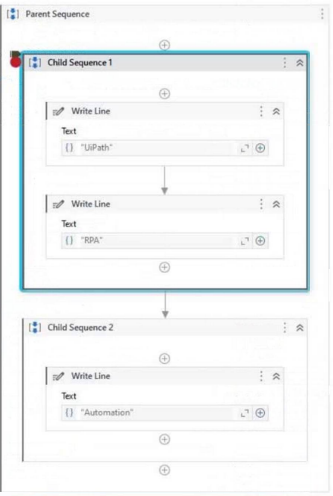 Parent Sequence
Child Sequence 1
Write Line
Text
{} "UiPath"
Write Line
Text
{} "RPA"
Child Sequence 2
Write Line
Text
{} "Automation"